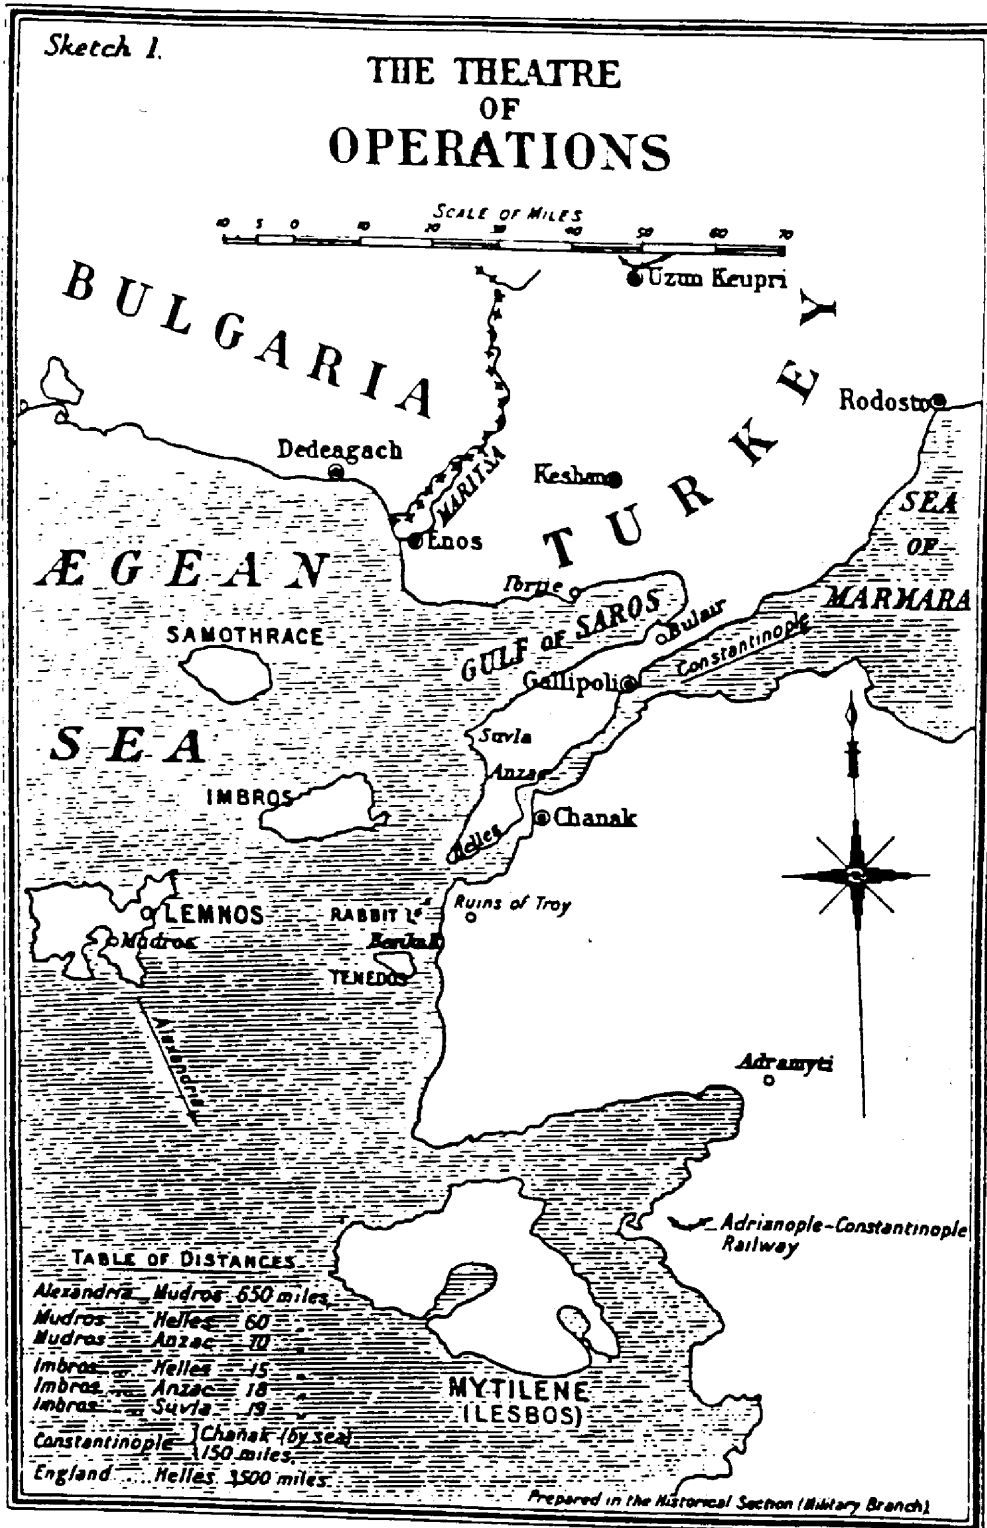 Sketch 1.
THE THEATRE
OF
OPERATIONS
SCALE OF MILES
10 5 0 10 20 30 40 50 60 70
Uzun Keupri
BULGARIA
TURKEY
Rodosto
Dedeagach
MARITSA
Keshan
SEA
OF
MARMARA
Enos
ÆGEAN
SEA
GULF OF SAROS
Bulair
Constantinople
SAMOTHRACE
Gallipoli
Suvla
Anzac
IMBROS
Helles
Chanak
LEMNOS
Mudros
RABBIT Iˢ
Ruins of Troy
TENEDOS
Alexandria
Adramyti
Adrianople-Constantinople
Railway
MYTILENE
(LESBOS)
TABLE OF DISTANCES
Alexandria Mudros 650 miles
Mudros Helles 60 "
Mudros Anzac 70 "
Imbros Helles 15 "
Imbros Anzac 18 "
Imbros Suvla 19 "
Constantinople Chanak (by sea)
150 miles.
England .... Helles 3500 miles.
Prepared in the Historical Section (Military Branch).